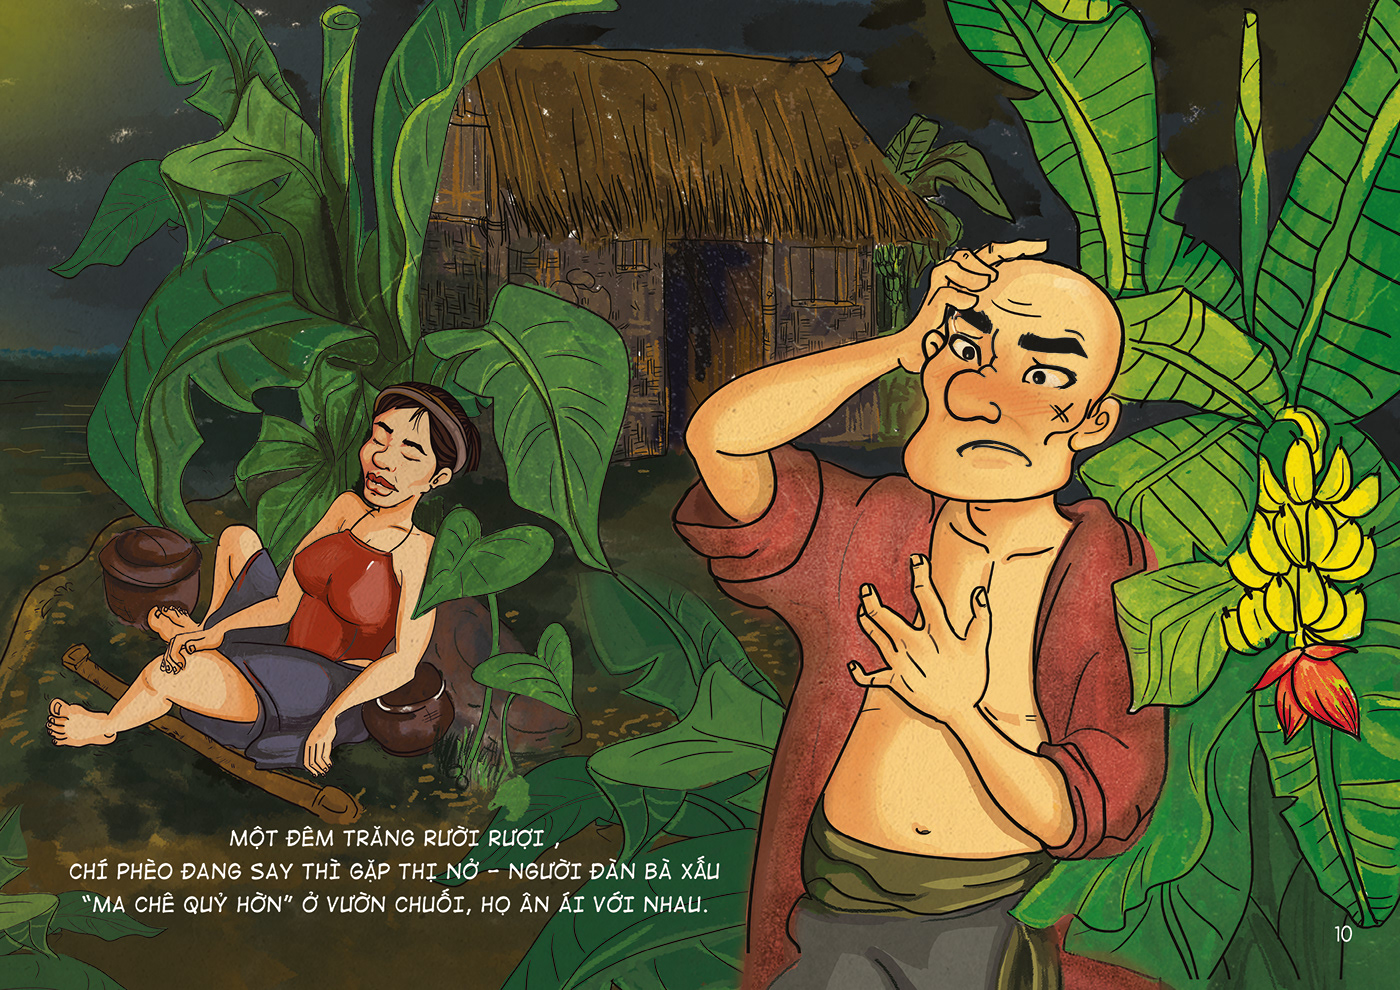 MỘT ĐÊM TRĂNG RƯỜI RƯỢI ,
CHÍ PHÈO ĐANG SAY THÌ GẶP THỊ NỞ - NGƯỜI ĐÀN BÀ XẤU
“MA CHÊ QUỶ HỜN” Ở VƯỜN CHUỐI, HỌ ÂN ÁI VỚI NHAU.
10